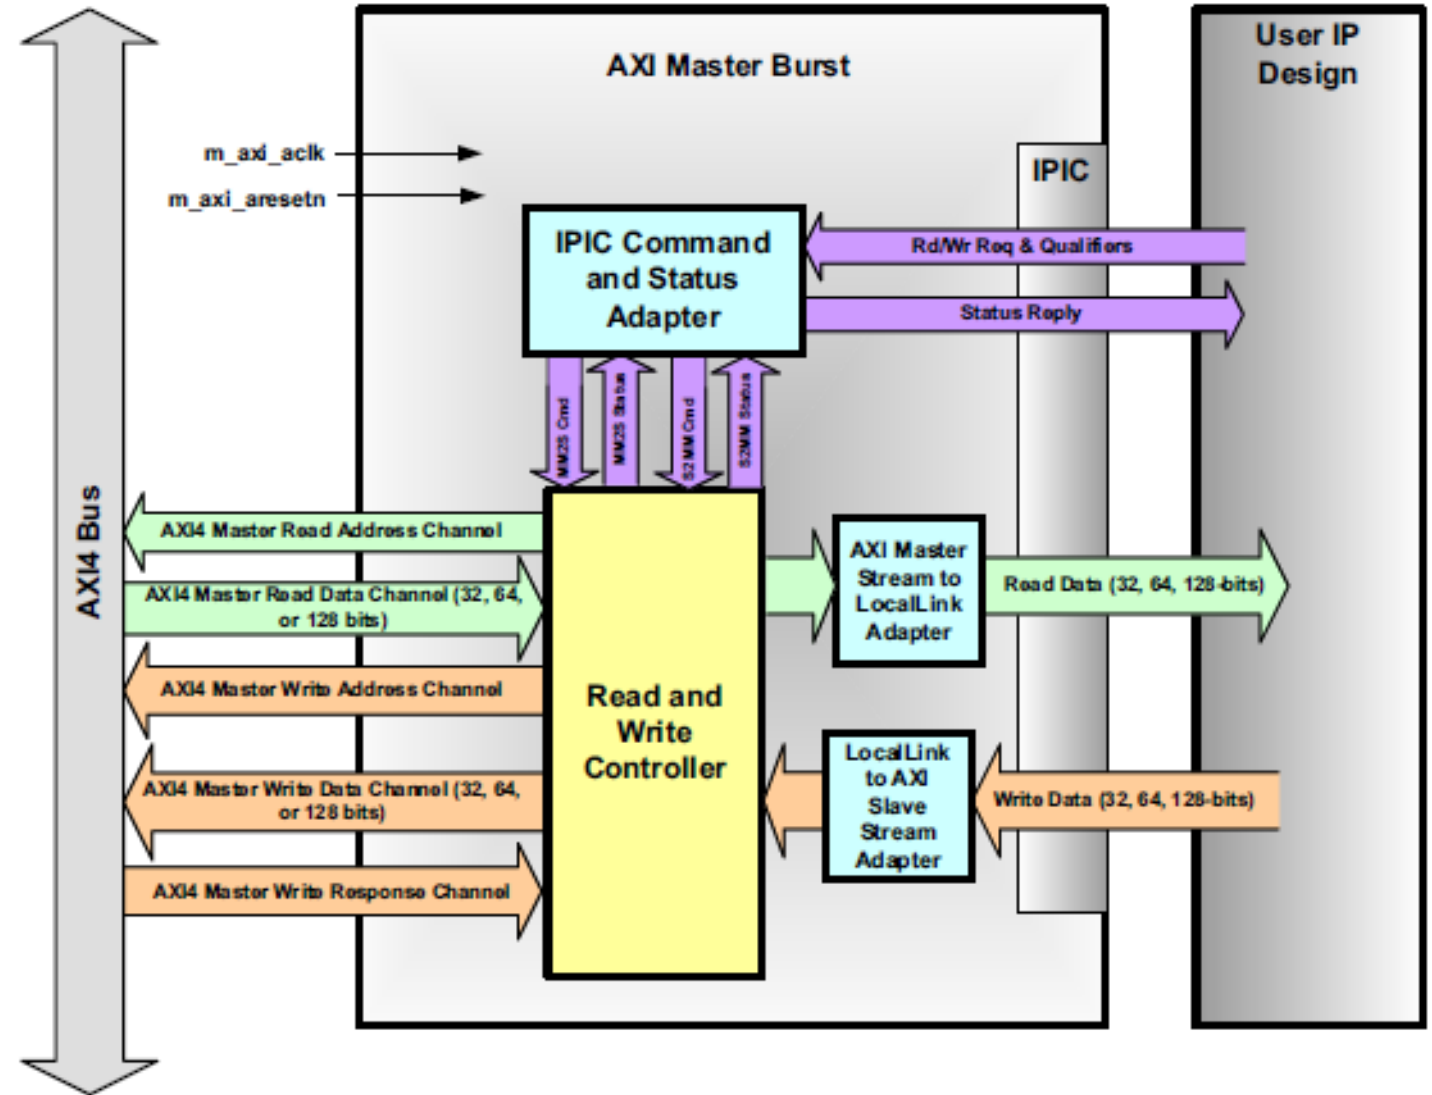 AXI Master Burst
User IP
Design
m_axi_aclk
m_axi_aresetn
IPIC
IPIC Command
and Status
Adapter
Rd/Wr Req & Qualifiers
Status Reply
MM2S Cmd
MM2S Status
S2MM Cmd
S2MM Status
AXI4 Bus
AXI4 Master Read Address Channel
AXI4 Master Read Data Channel (32, 64,
or 128 bits)
AXI4 Master Write Address Channel
AXI4 Master Write Data Channel (32, 64,
or 128 bits)
AXI4 Master Write Response Channel
Read and
Write
Controller
AXI Master
Stream to
LocalLink
Adapter
Read Data (32, 64, 128-bits)
LocalLink
to AXI
Slave
Stream
Adapter
Write Data (32, 64, 128-bits)